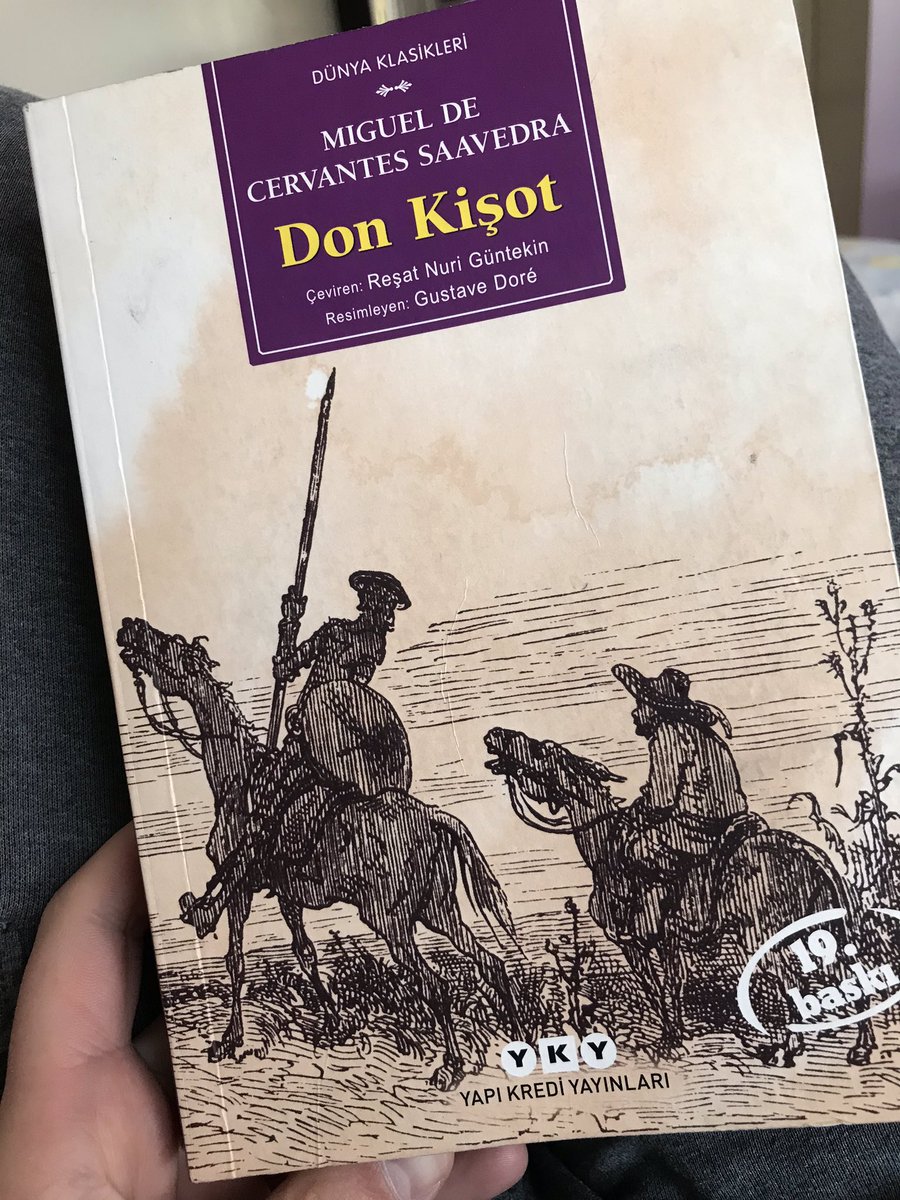 DÜNYA KLASİKLERİ
MIGUEL DE
CERVANTES SAAVEDRA
Don Kişot
Çeviren: Reşat Nuri Güntekin
Resimleyen: Gustave Doré
19.
baskı
YKY
YAPI KREDİ YAYINLARI